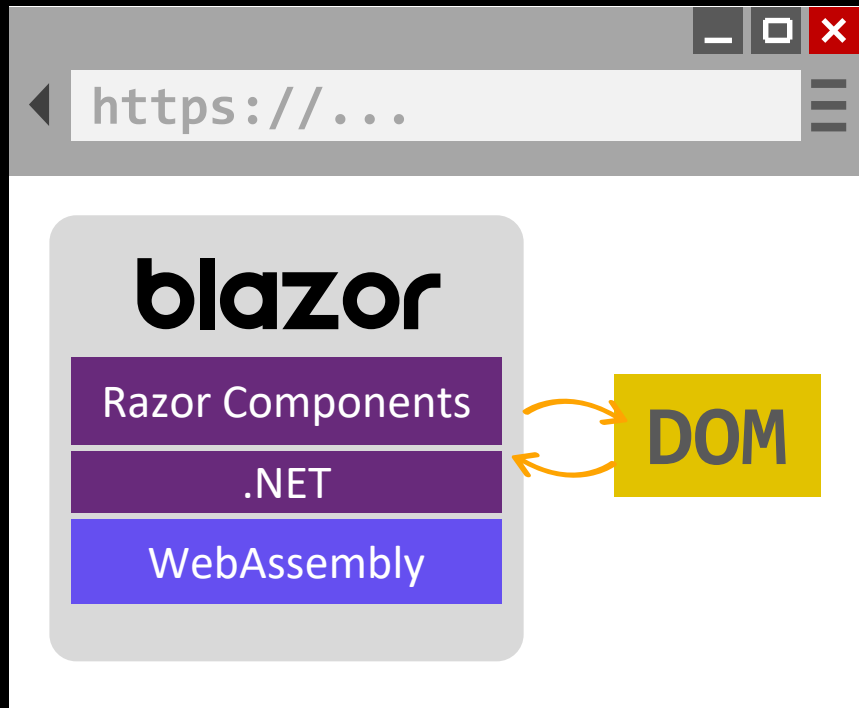 https://...
blazor
Razor Components
.NET
WebAssembly
DOM